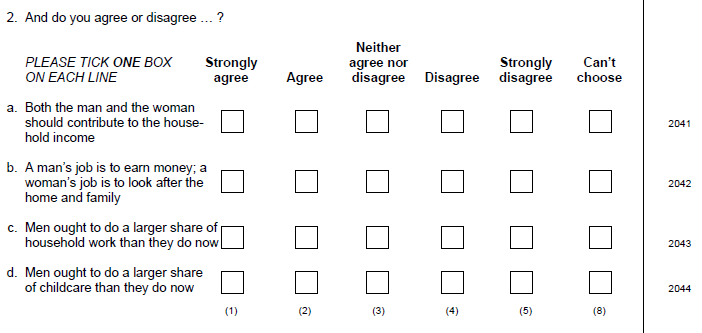 2. And do you agree or disagree … ?
Neither
PLEASE TICK ONE BOX Strongly agree nor Strongly Can't
ON EACH LINE agree Agree disagree Disagree disagree choose
a. Both the man and the woman
should contribute to the house-
hold income
2041
b. A man's job is to earn money; a
woman's job is to look after the
home and family
2042
c. Men ought to do a larger share of
household work than they do now
2043
d. Men ought to do a larger share
of childcare than they do now
2044
(1) (2) (3) (4) (5) (8)